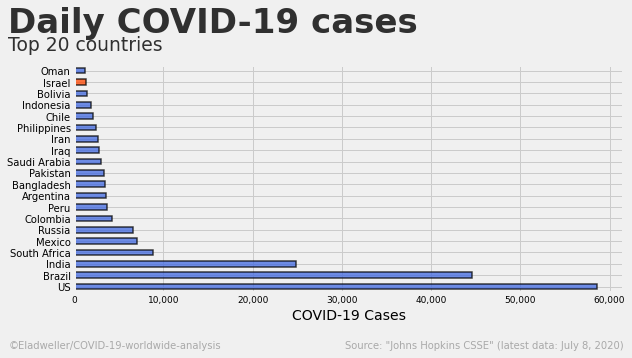 Daily COVID-19 cases
Top 20 countries
Oman
Israel
Bolivia
Indonesia
Chile
Philippines
Iran
Iraq
Saudi Arabia
Pakistan
Bangladesh
Argentina
Peru
Colombia
Russia
Mexico
South Africa
India
Brazil
US
0 10,000 20,000 30,000 40,000 50,000 60,000
COVID-19 Cases
©Eladweller/COVID-19-worldwide-analysis
Source: "Johns Hopkins CSSE" (latest data: July 8, 2020)